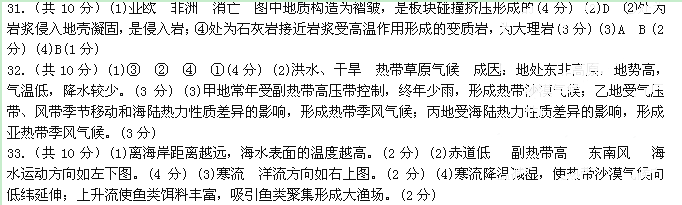 31. (共 10 分) (1)亚欧 非洲 消亡 图中地质构造为褶皱，是板块碰撞挤压形成的(4 分) (2)D (2)处为
岩浆侵入地壳凝固，是侵入岩；④处为石灰岩接近岩浆受高温作用形成的变质岩，为大理岩(3 分) (3)A B (2
分) (4)B(1 分)
32. (共 10 分) (1)③ ② ④ ①(4 分) (2)洪水、干旱 热带草原气候 成因：地处东非高原，地势高，
气温低，降水较少。(3 分) (3)甲地常年受副热带高压带控制，终年少雨，形成热带沙漠气候；乙地受气压
带、风带季节移动和海陆热力性质差异的影响，形成热带季风气候；丙地受海陆热力性质差异的影响，形成
亚热带季风气候。(3 分)
33. (共 10 分) (1)离海岸距离越远，海水表面的温度越高。(2 分) (2)赤道低 副热带高 东南风 海
水运动方向如左下图。(4 分) (3)寒流 洋流方向如右上图。(2 分) (4)寒流降温减湿，使热带沙漠气候向
低纬延伸；上升流使鱼类饵料丰富，吸引鱼类聚集形成大渔场。(2 分)